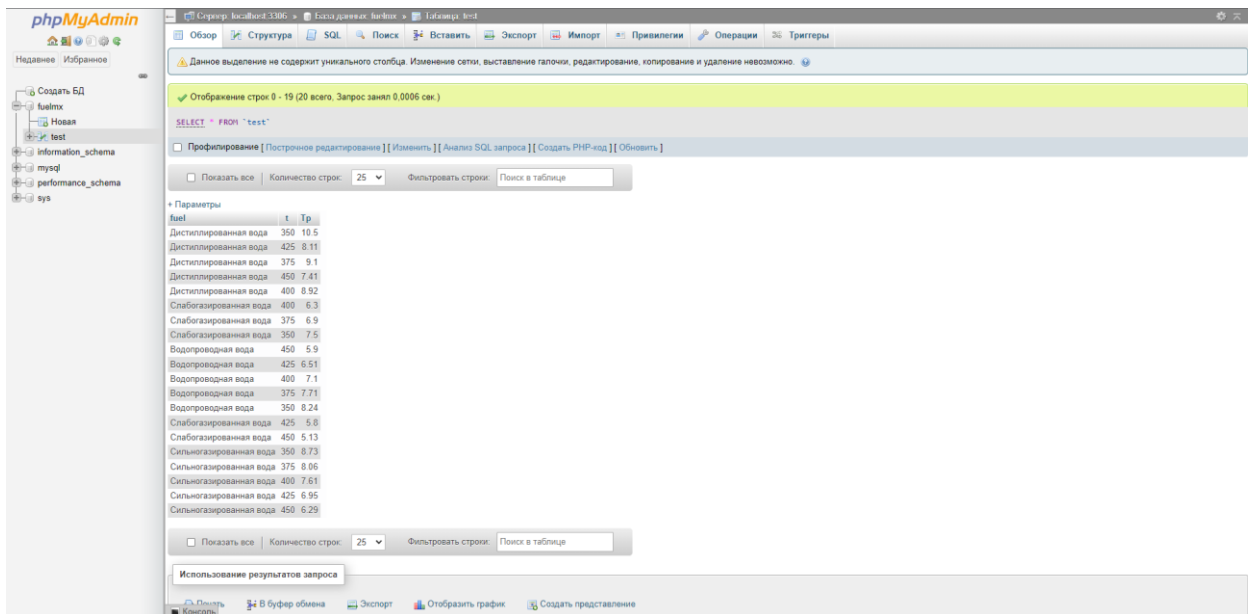 phpMyAdmin
Недавнее Избранное
Создать БД
fuelmx
Новая
test
information_schema
mysql
performance_schema
sys
Сервер: localhost:3306 » База данных: fuelmx » Таблица: test
Обзор Структура SQL Поиск Вставить Экспорт Импорт Привилегии Операции Триггеры
Данное выделение не содержит уникального столбца. Изменение сетки, выставление галочки, редактирование, копирование и удаление невозможно.
Отображение строк 0 - 19 (20 всего, Запрос занял 0,0006 сек.)
SELECT * FROM `test`
Профилирование [ Построчное редактирование ] [ Изменить ] [ Анализ SQL запроса ] [ Создать PHP-код ] [ Обновить ]
Показать все | Количество строк: 25 Фильтровать строки: Поиск в таблице
+ Параметры
fuel t Tp
Дистиллированная вода 350 10.5
Дистиллированная вода 425 8.11
Дистиллированная вода 375 9.1
Дистиллированная вода 450 7.41
Дистиллированная вода 400 8.92
Слабогазированная вода 400 6.3
Слабогазированная вода 375 6.9
Слабогазированная вода 350 7.5
Водопроводная вода 450 5.9
Водопроводная вода 425 6.51
Водопроводная вода 400 7.1
Водопроводная вода 375 7.71
Водопроводная вода 350 8.24
Слабогазированная вода 425 5.8
Слабогазированная вода 450 5.13
Сильногазированная вода 350 8.73
Сильногазированная вода 375 8.06
Сильногазированная вода 400 7.61
Сильногазированная вода 425 6.95
Сильногазированная вода 450 6.29
Показать все | Количество строк: 25 Фильтровать строки: Поиск в таблице
Использование результатов запроса
Печать В буфер обмена Экспорт Отобразить график Создать представление
Консоль